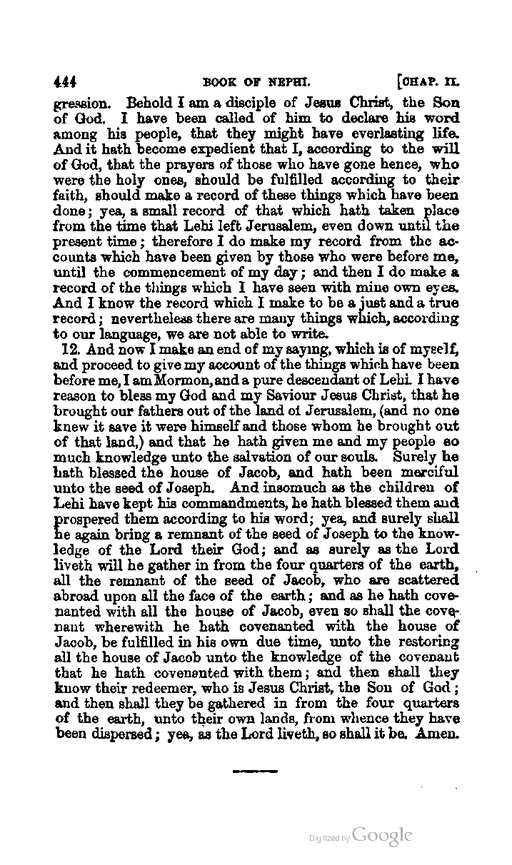 444 BOOK OF NEPHI. [CHAP. II.
gression. Behold I am a disciple of Jesus Christ, the Son
of God. I have been called of him to declare his word
among his people, that they might have everlasting life.
And it hath become expedient that I, according to the will
of God, that the prayers of those who have gone hence, who
were the holy ones, should be fulfilled according to their
faith, should make a record of these things which have been
done; yea, a small record of that which hath taken place
from the time that Lehi left Jerusalem, even down until the
present time; therefore I do make my record from the ac-
counts which have been given by those who were before me,
until the commencement of my day; and then I do make a
record of the things which I have seen with mine own eyes.
And I know the record which I make to be a just and a true
record; nevertheless there are many things which, according
to our language, we are not able to write.
12. And now I make an end of my saying, which is of myself,
and proceed to give my account of the things which have been
before me, I am Mormon, and a pure descendant of Lehi. I have
reason to bless my God and my Saviour Jesus Christ, that he
brought our fathers out of the land of Jerusalem, (and no one
knew it save it were himself and those whom he brought out
of that land,) and that he hath given me and my people so
much knowledge unto the salvation of our souls. Surely he
hath blessed the house of Jacob, and hath been merciful
unto the seed of Joseph. And insomuch as the children of
Lehi have kept his commandments, he hath blessed them and
prospered them according to his word; yea, and surely shall
he again bring a remnant of the seed of Joseph to the know-
ledge of the Lord their God; and as surely as the Lord
liveth will he gather in from the four quarters of the earth,
all the remnant of the seed of Jacob, who are scattered
abroad upon all the face of the earth; and as he hath cove-
nanted with all the house of Jacob, even so shall the cove-
nant wherewith he hath covenanted with the house of
Jacob, be fulfilled in his own due time, unto the restoring
all the house of Jacob unto the knowledge of the covenant
that he hath covenanted with them; and then shall they
know their redeemer, who is Jesus Christ, the Son of God;
and then shall they be gathered in from the four quarters
of the earth, unto their own lands, from whence they have
been dispersed; yea, as the Lord liveth, so shall it be. Amen.
Digitized by Google